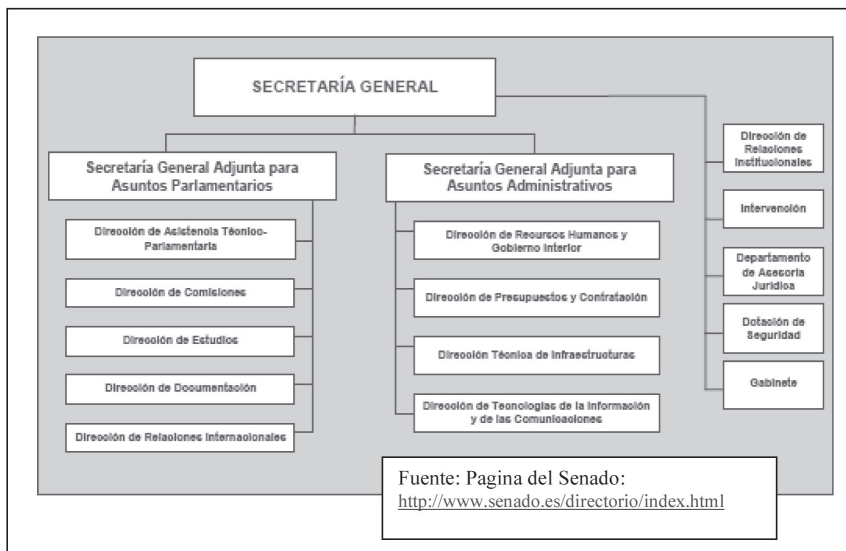 SECRETARÍA GENERAL
Secretaría General Adjunta para
Asuntos Parlamentarios
Dirección de Asistencia Técnico-
Parlamentaria
Dirección de Comisiones
Dirección de Estudios
Dirección de Documentación
Dirección de Relaciones Internacionales
Secretaría General Adjunta para
Asuntos Administrativos
Dirección de Recursos Humanos y
Gobierno Interior
Dirección de Presupuestos y Contratación
Dirección Técnica de Infraestructuras
Dirección de Tecnologías de la Información
y de las Comunicaciones
Dirección de
Relaciones
Institucionales
Intervención
Departamento
de Asesoría
Jurídica
Dotación de
Seguridad
Gabinete
Fuente: Pagina del Senado:
http://www.senado.es/directorio/index.html